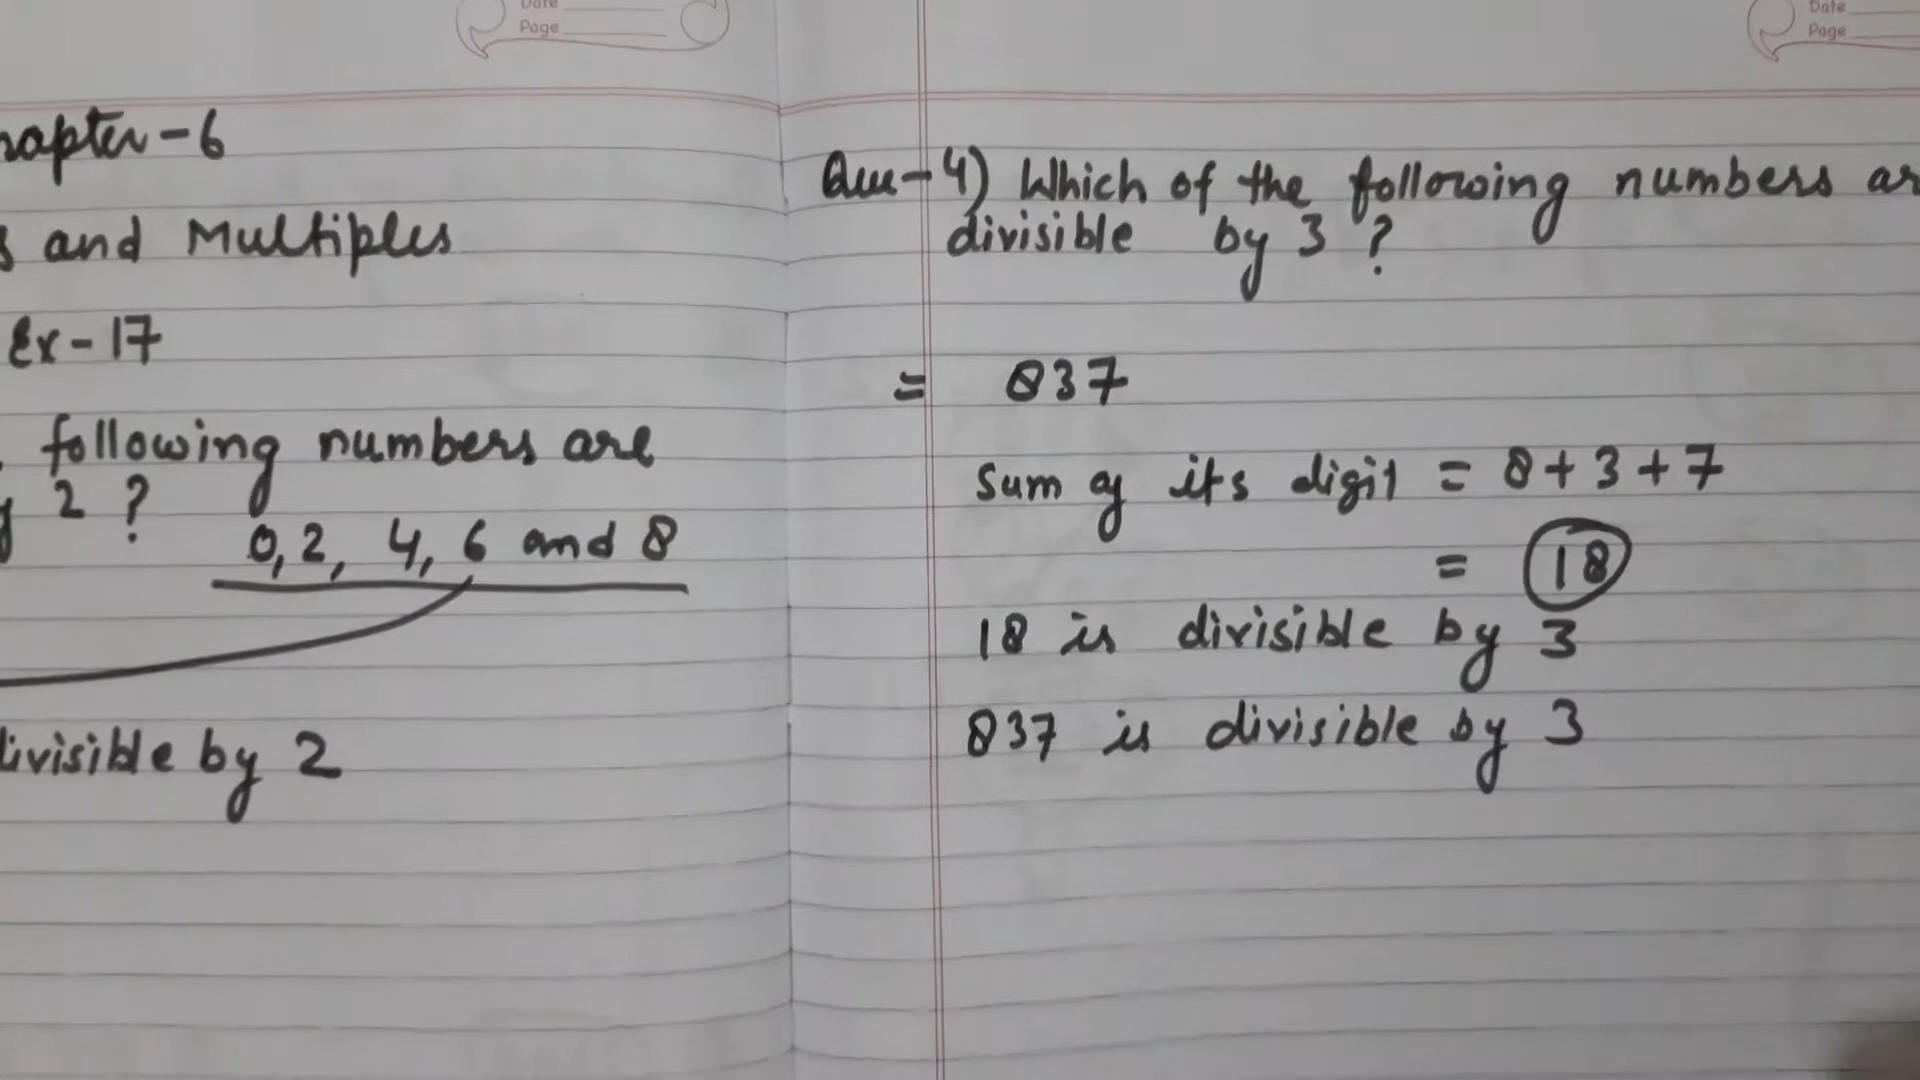 Date
Page
hapter-6
s and Multiples
Ex-17
following numbers are
y 2 ?
0,2, 4, 6 and 8
divisible by 2
Date
Page
Que-4) Which of the following numbers ar
divisible by 3 ?
= 837
Sum of its digit = 8+3+7
= 18
18 is divisible by 3
837 is divisible by 3